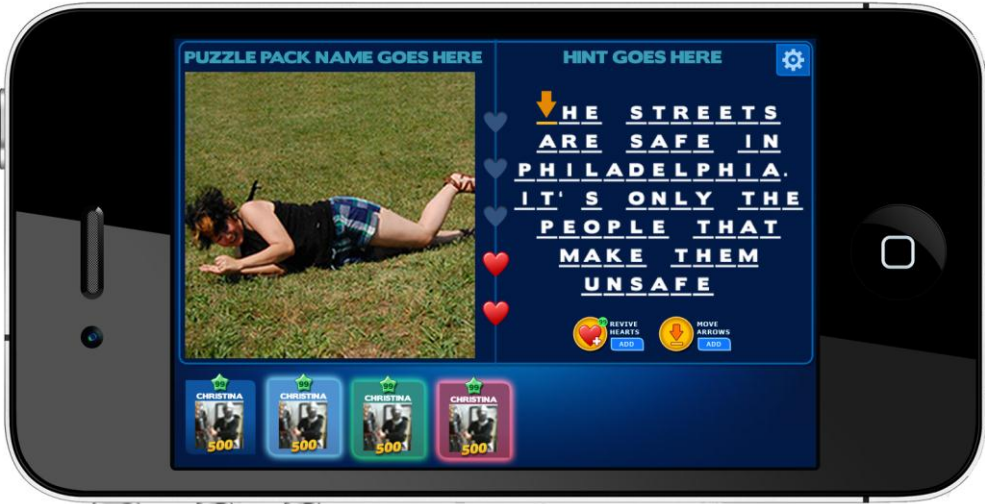 PUZZLE PACK NAME GOES HERE
HINT GOES HERE
_HE STREETS
ARE SAFE IN
PHILADELPHIA.
IT'S ONLY THE
PEOPLE THAT
MAKE THEM
UNSAFE
REVIVE
HEARTS
ADD
MOVE
ARROWS
ADD
99
CHRISTINA
500
99
CHRISTINA
500
99
CHRISTINA
500
99
CHRISTINA
500